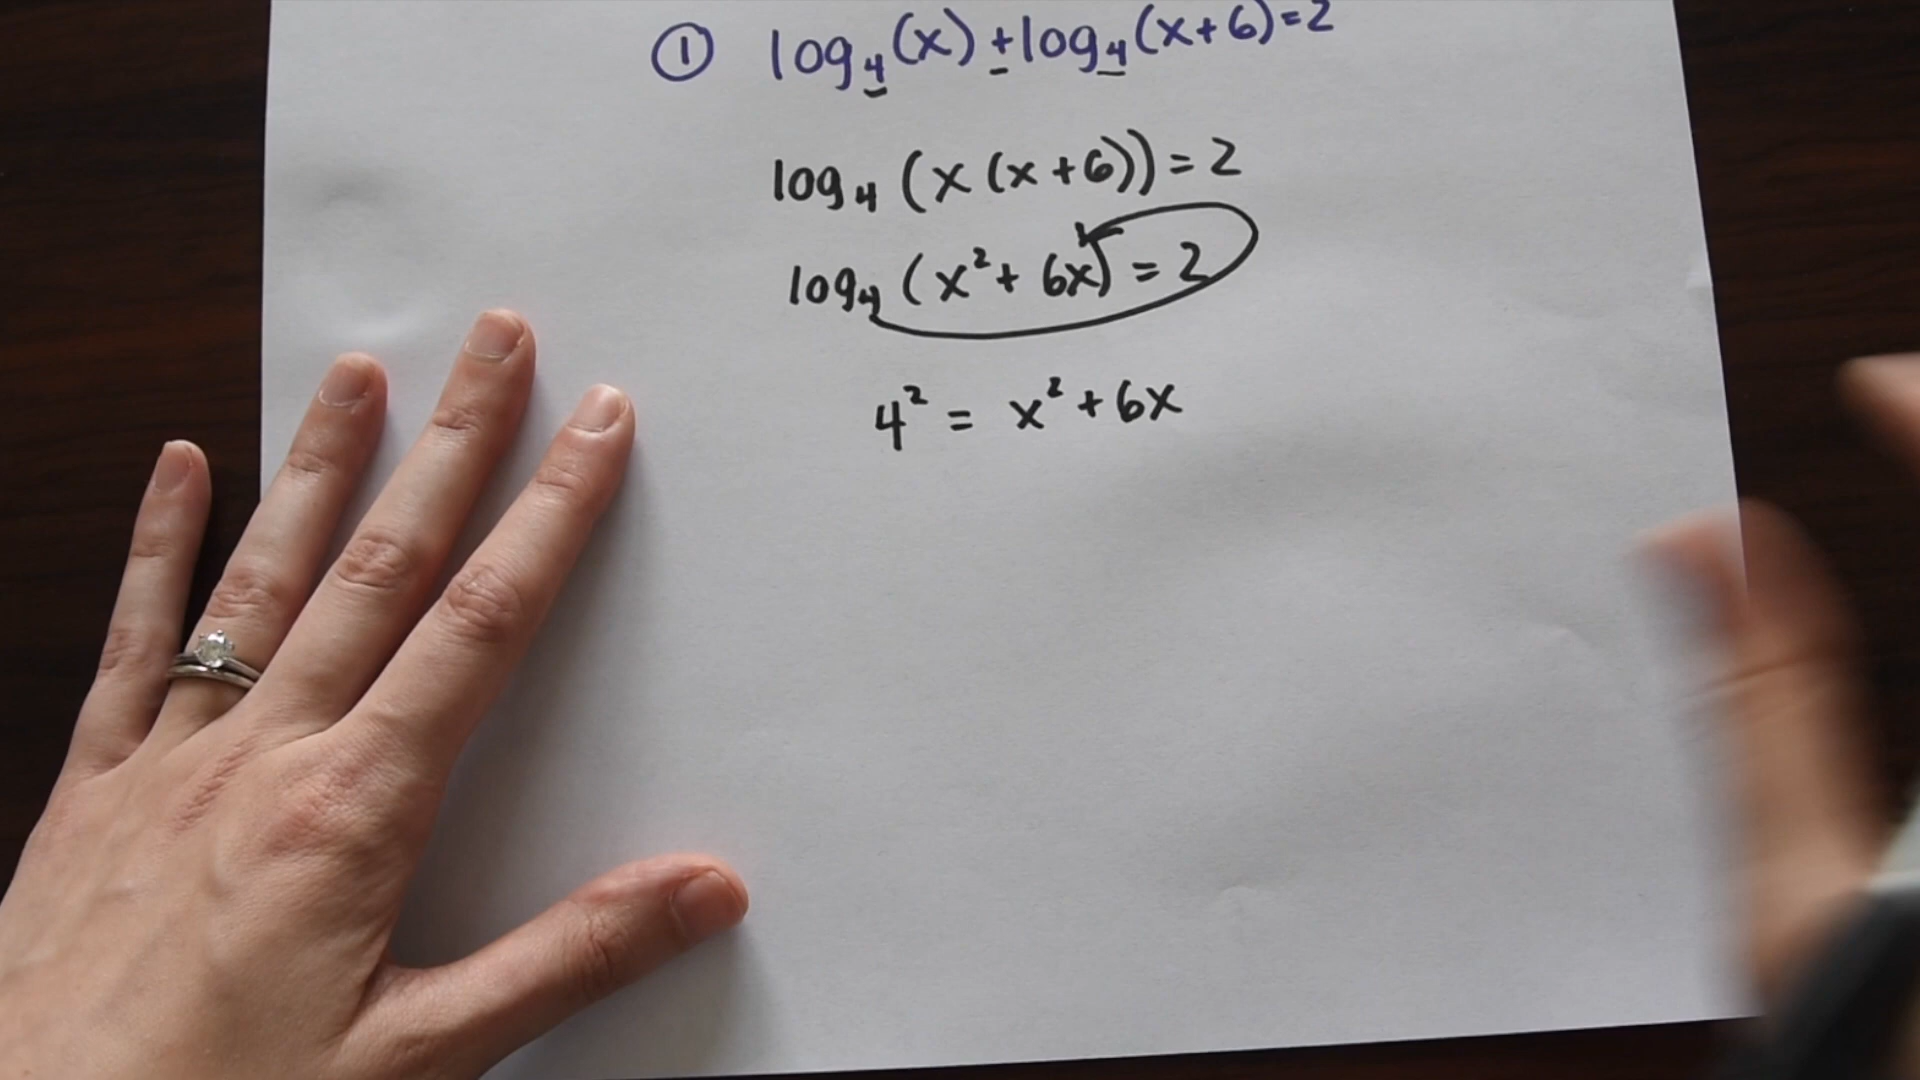 ① log₄(x) + log₄(x+6)=2
log₄ (x (x+6)) = 2
log₄ (x² + 6x) = 2
4² = x² + 6x